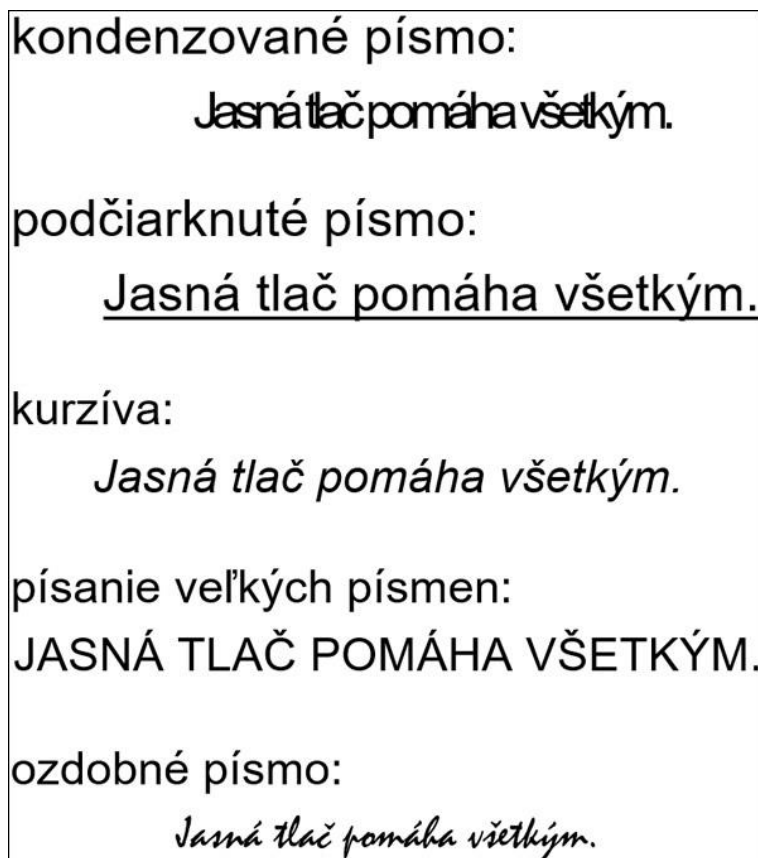 kondenzované písmo:
Jasná tlač pomáha všetkým.
podčiarknuté písmo:
Jasná tlač pomáha všetkým.
kurzíva:
Jasná tlač pomáha všetkým.
písanie veľkých písmen:
JASNÁ TLAČ POMÁHA VŠETKÝM.
ozdobné písmo:
Jasná tlač pomáha všetkým.